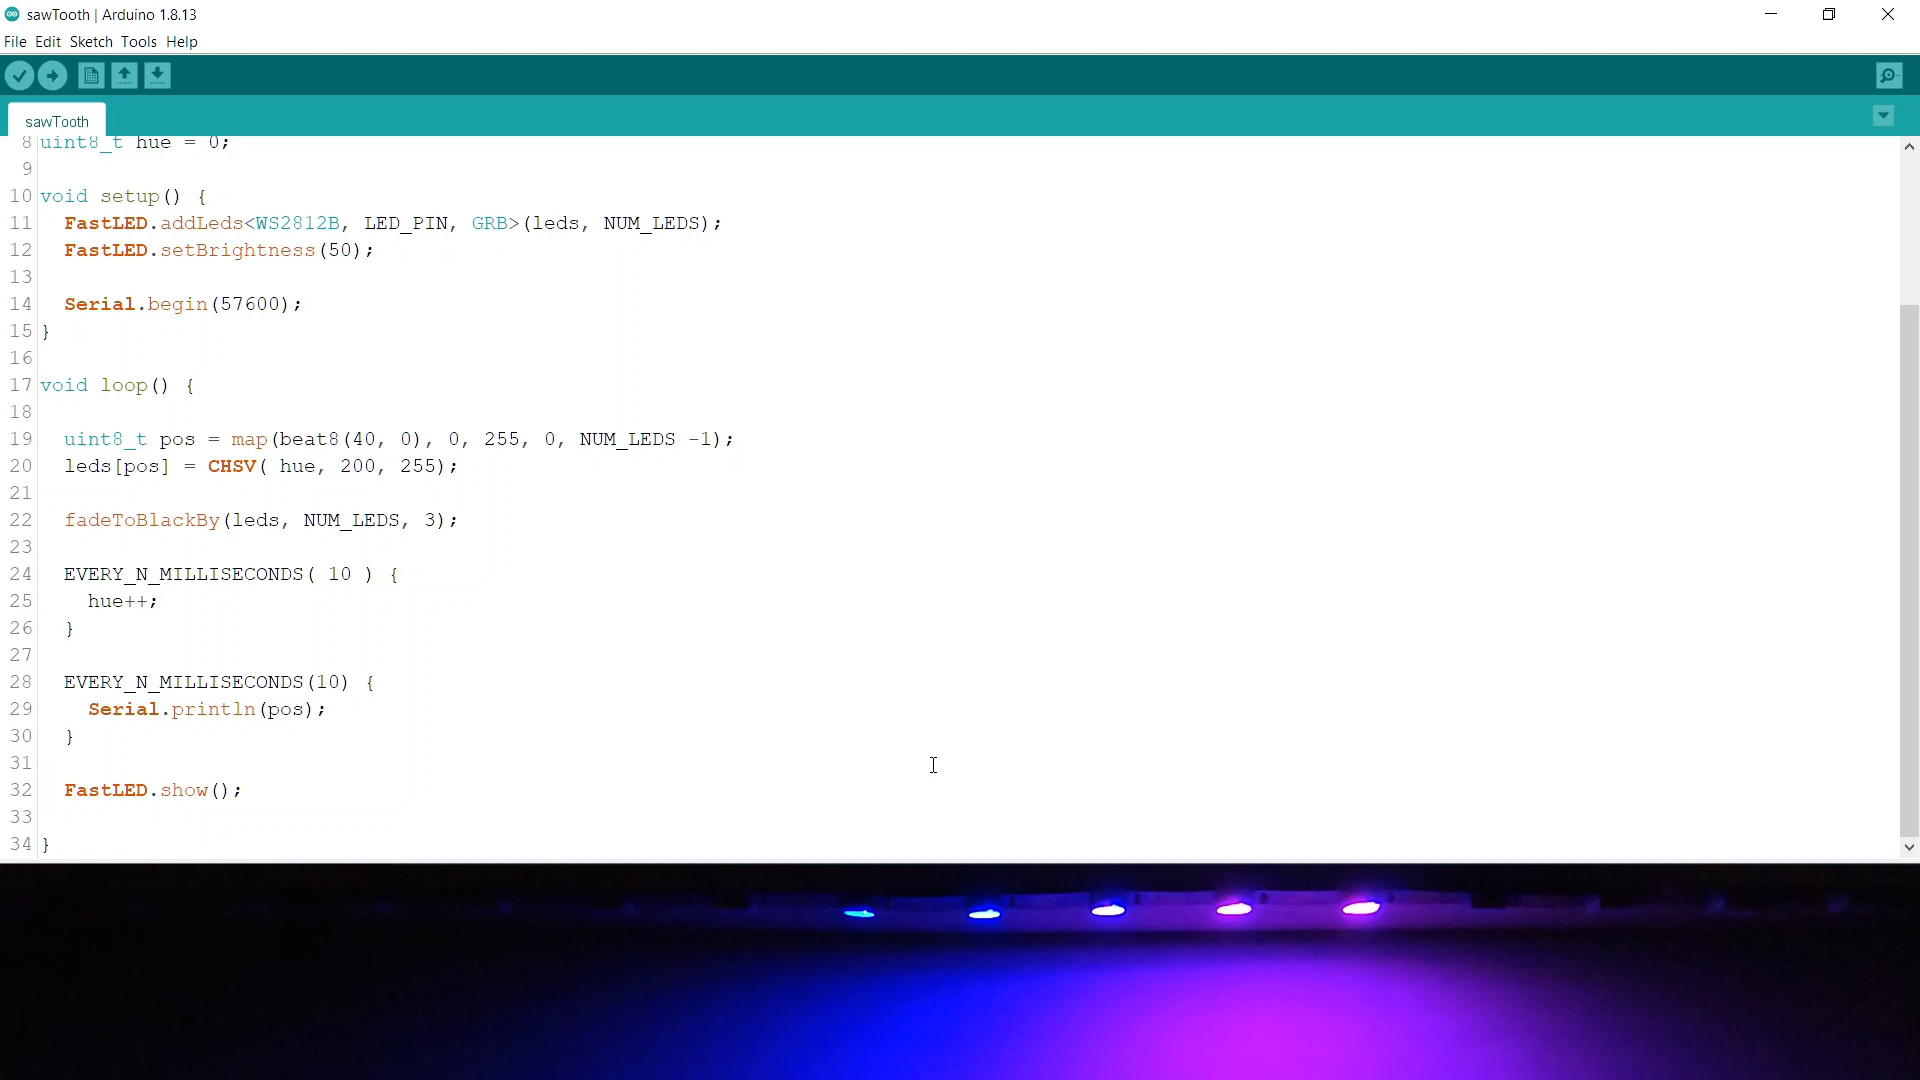 sawTooth | Arduino 1.8.13
File Edit Sketch Tools Help
sawTooth
8 uint8_t hue = 0;
9
10 void setup() {
11   FastLED.addLeds<WS2812B, LED_PIN, GRB>(leds, NUM_LEDS);
12   FastLED.setBrightness(50);
13
14   Serial.begin(57600);
15 }
16
17 void loop() {
18
19   uint8_t pos = map(beat8(40, 0), 0, 255, 0, NUM_LEDS -1);
20   leds[pos] = CHSV( hue, 200, 255);
21
22   fadeToBlackBy(leds, NUM_LEDS, 3);
23
24   EVERY_N_MILLISECONDS( 10 ) {
25     hue++;
26   }
27
28   EVERY_N_MILLISECONDS(10) {
29     Serial.println(pos);
30   }
31
32   FastLED.show();
33
34 }